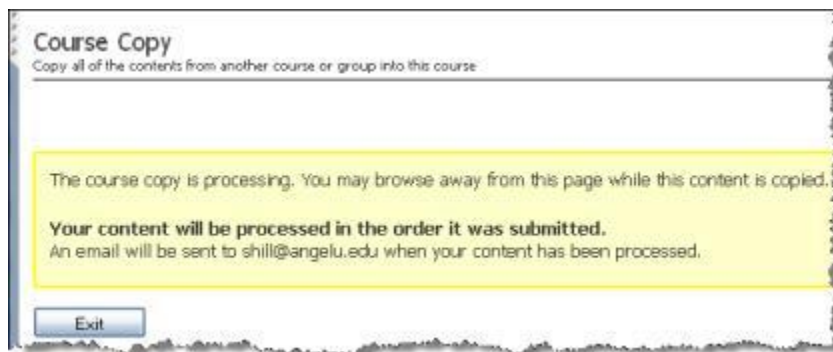 Course Copy
Copy all of the contents from another course or group into this course
The course copy is processing. You may browse away from this page while this content is copied.
Your content will be processed in the order it was submitted.
An email will be sent to shill@angelu.edu when your content has been processed.
Exit